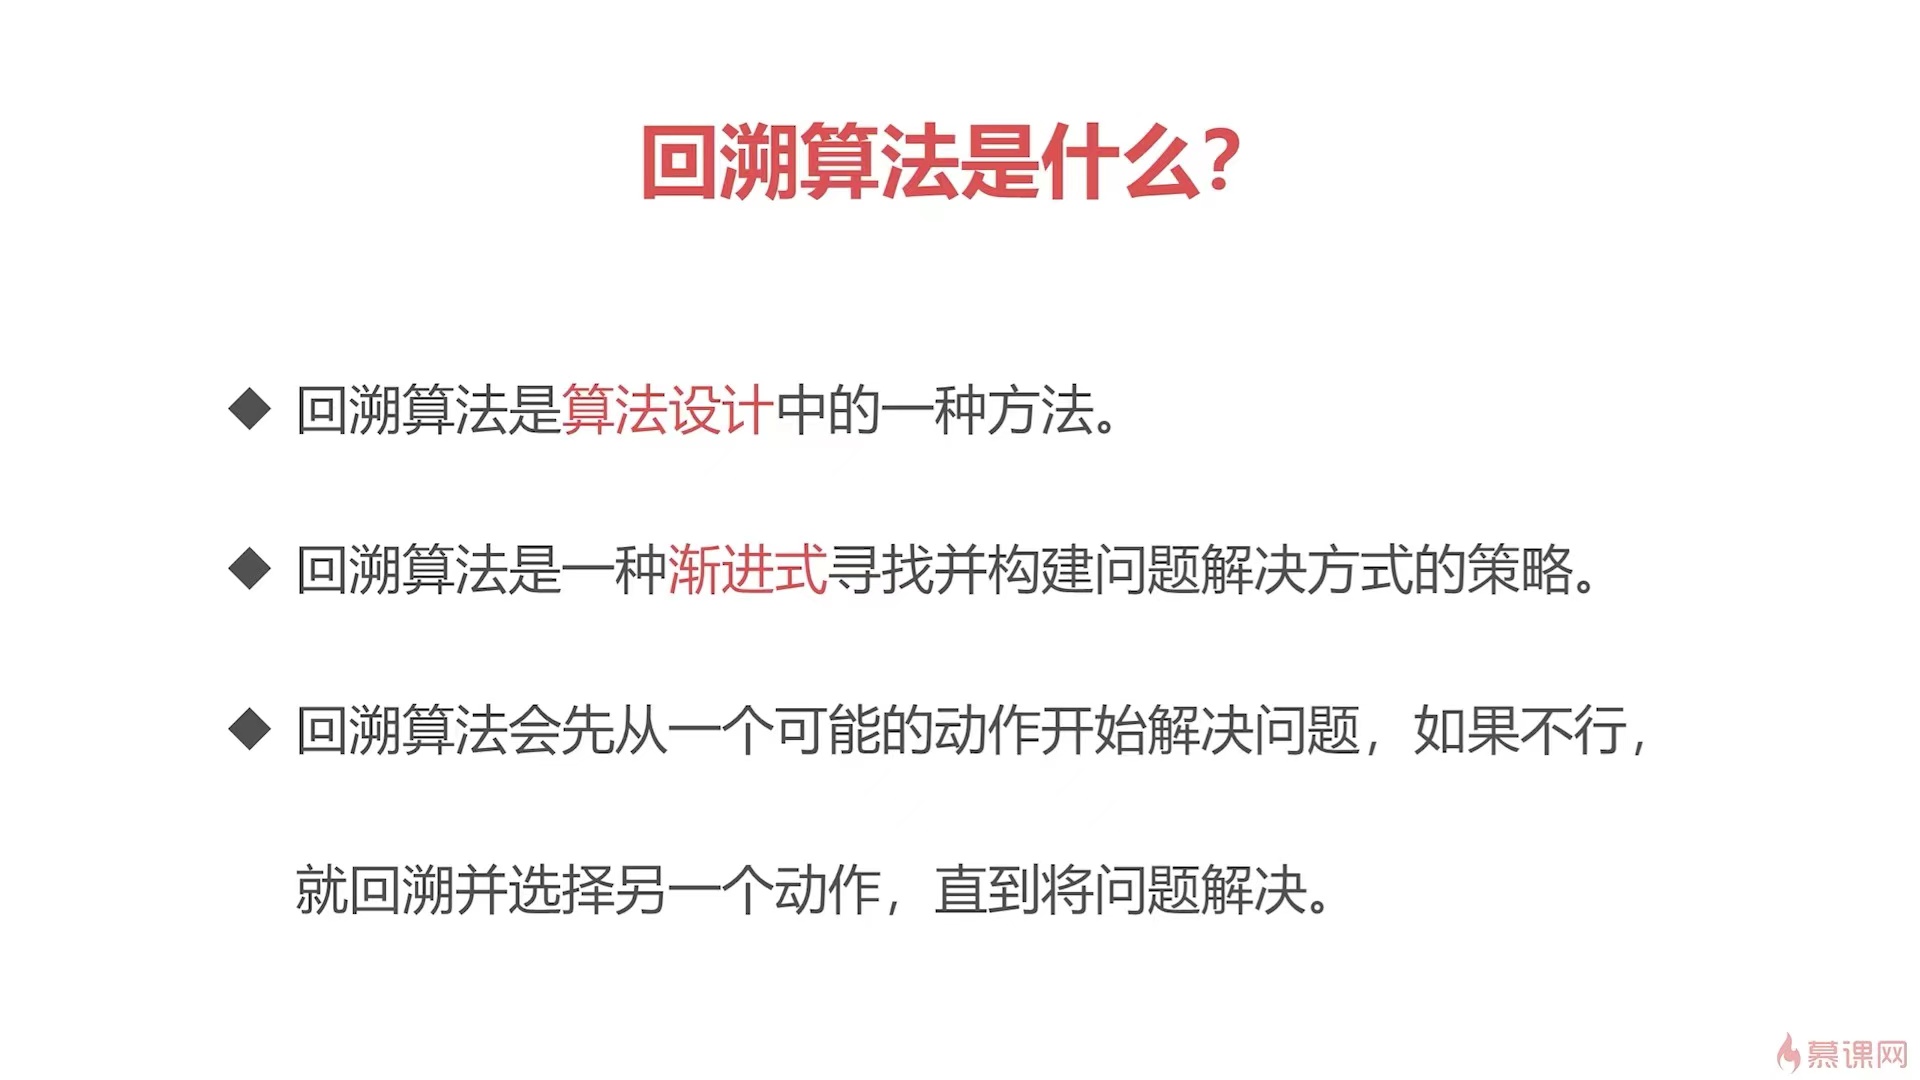 回溯算法是什么？
◆ 回溯算法是算法设计中的一种方法。
◆ 回溯算法是一种渐进式寻找并构建问题解决方式的策略。
◆ 回溯算法会先从一个可能的动作开始解决问题，如果不行，
就回溯并选择另一个动作，直到将问题解决。
慕课网